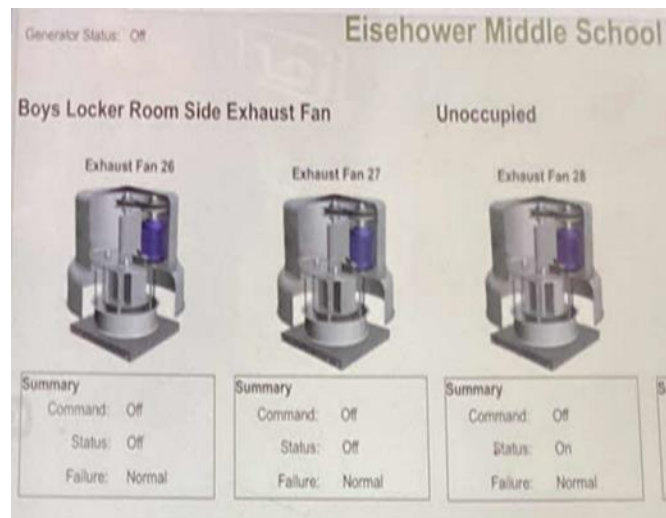 Generator Status: Off
Eisehower Middle School
Boys Locker Room Side Exhaust Fan
Unoccupied
Exhaust Fan 26
Exhaust Fan 27
Exhaust Fan 28
Summary
Command: Off
Status: Off
Failure: Normal
Summary
Command: Off
Status: Off
Failure: Normal
Summary
Command: Off
Status: On
Failure: Normal
S